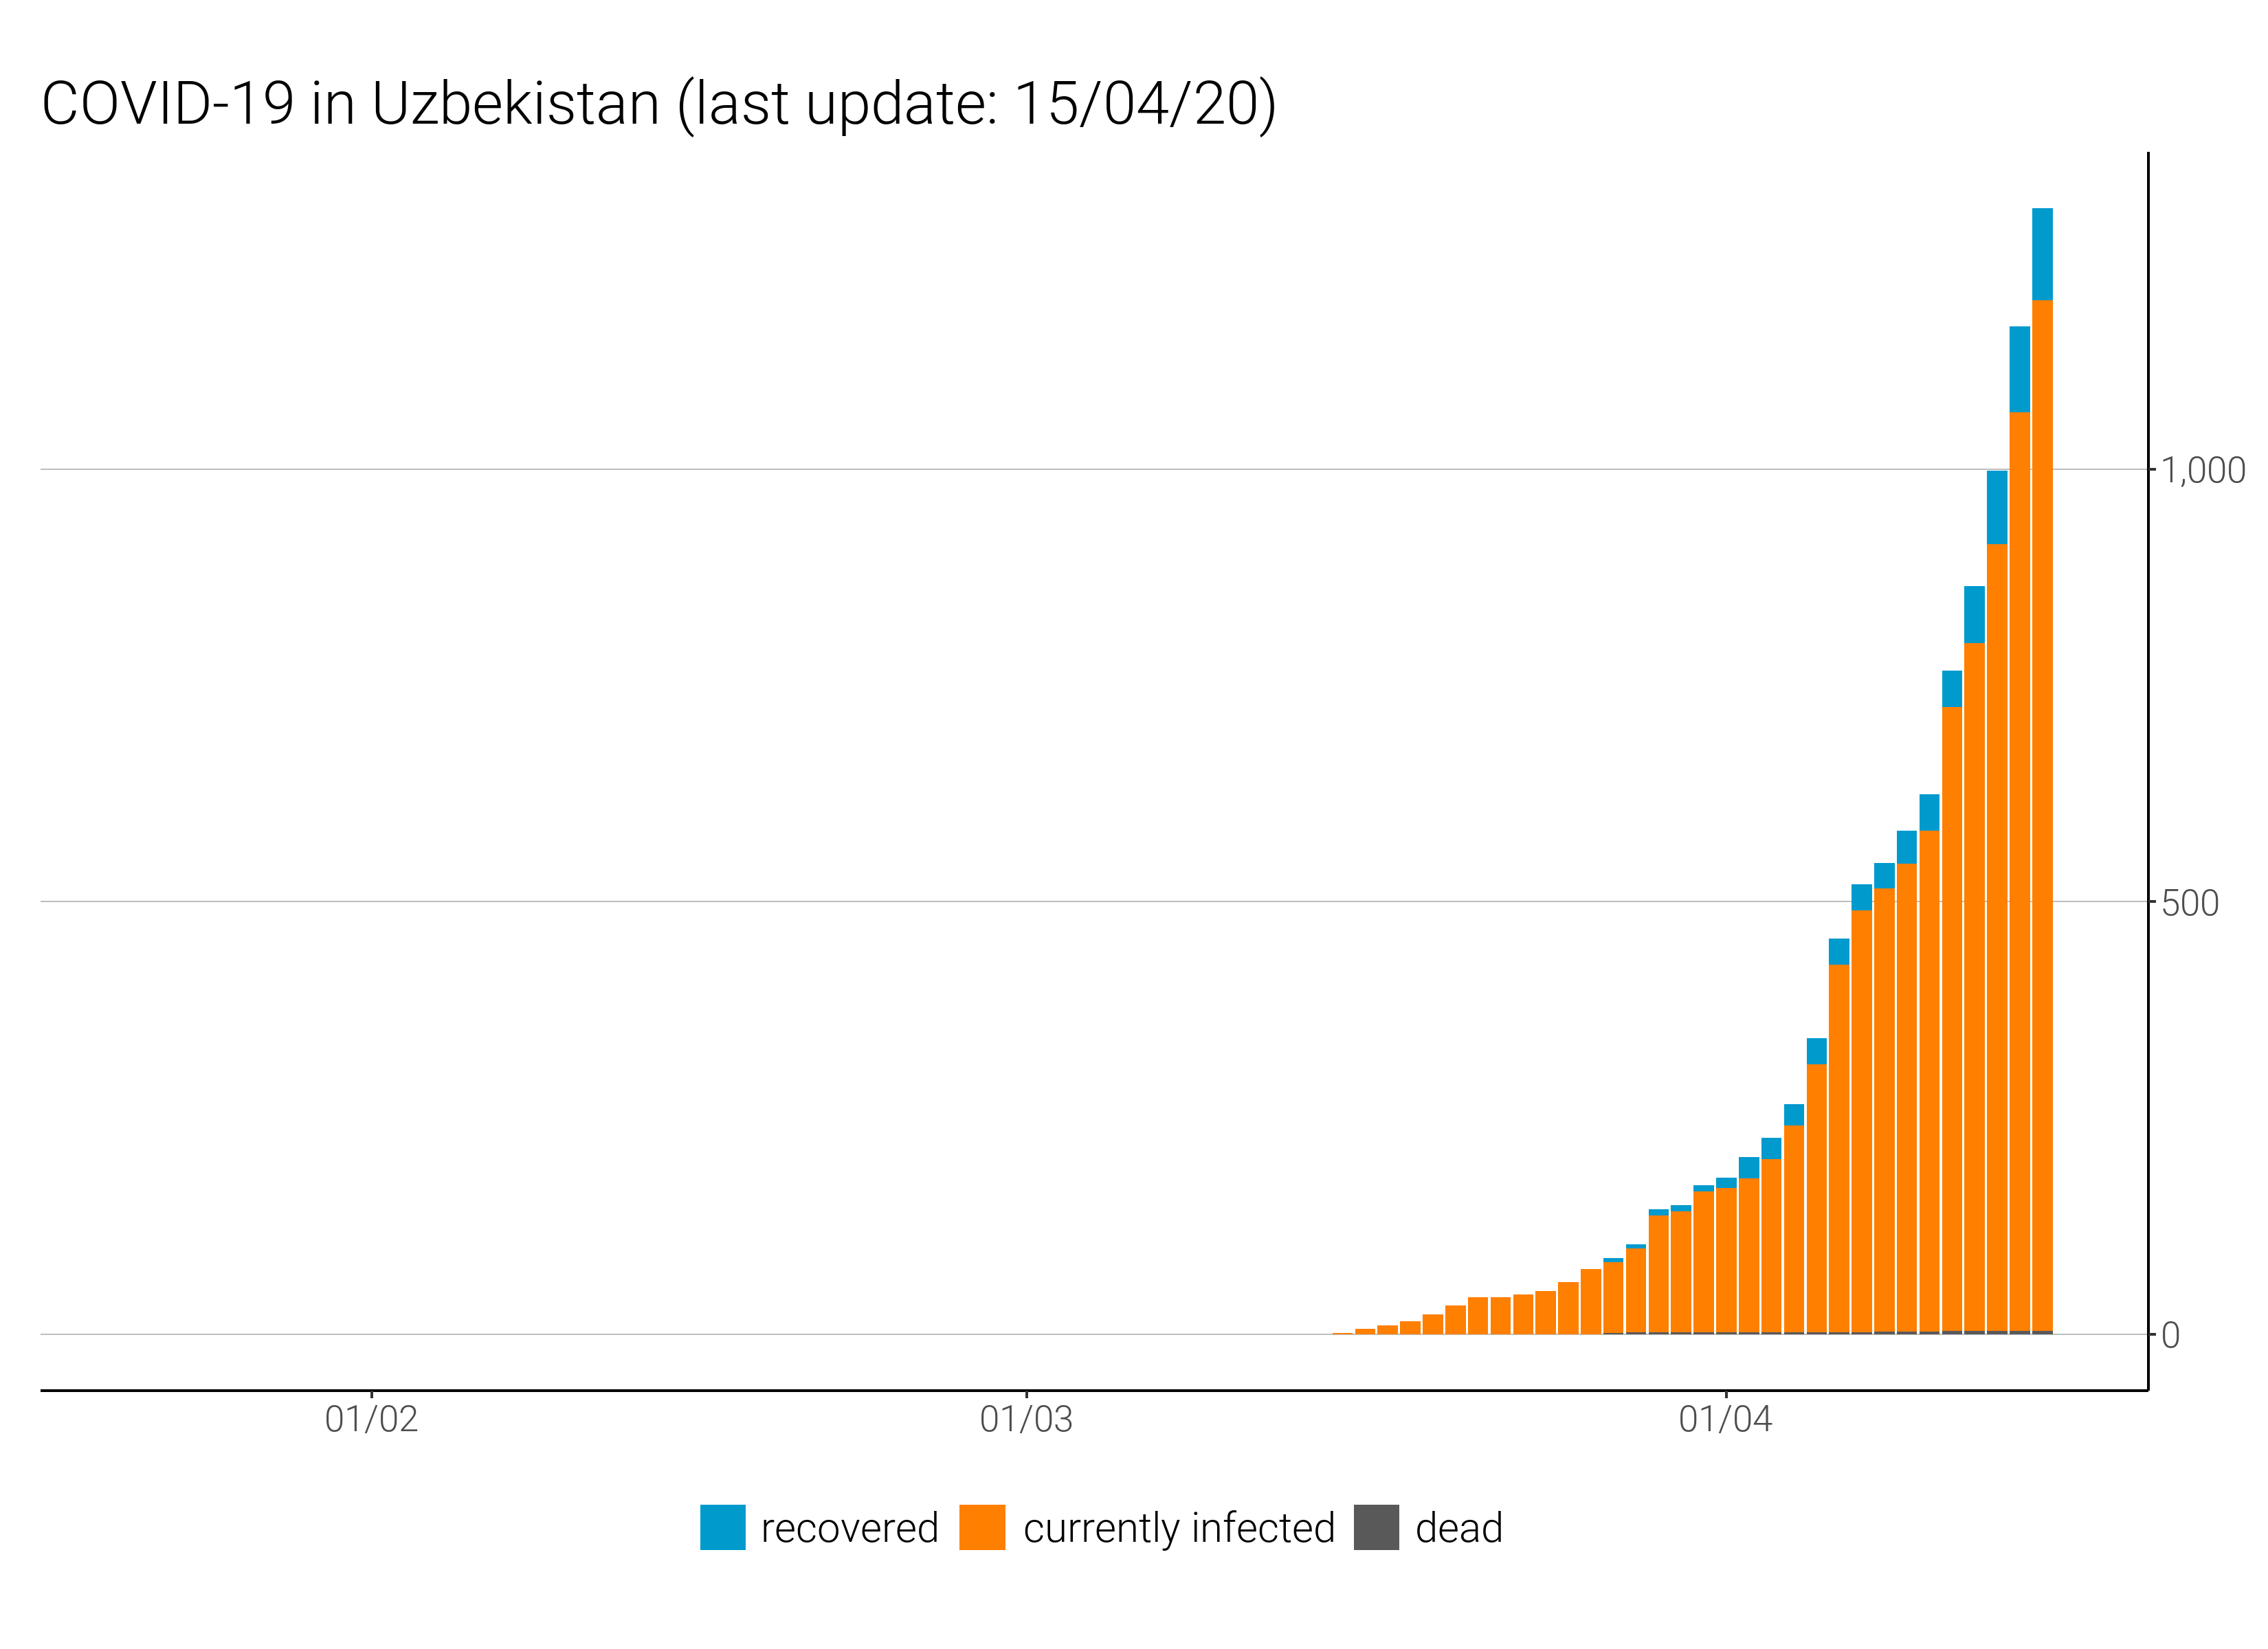 COVID-19 in Uzbekistan (last update: 15/04/20)
1,000
500
0
01/02 01/03 01/04
recovered currently infected dead